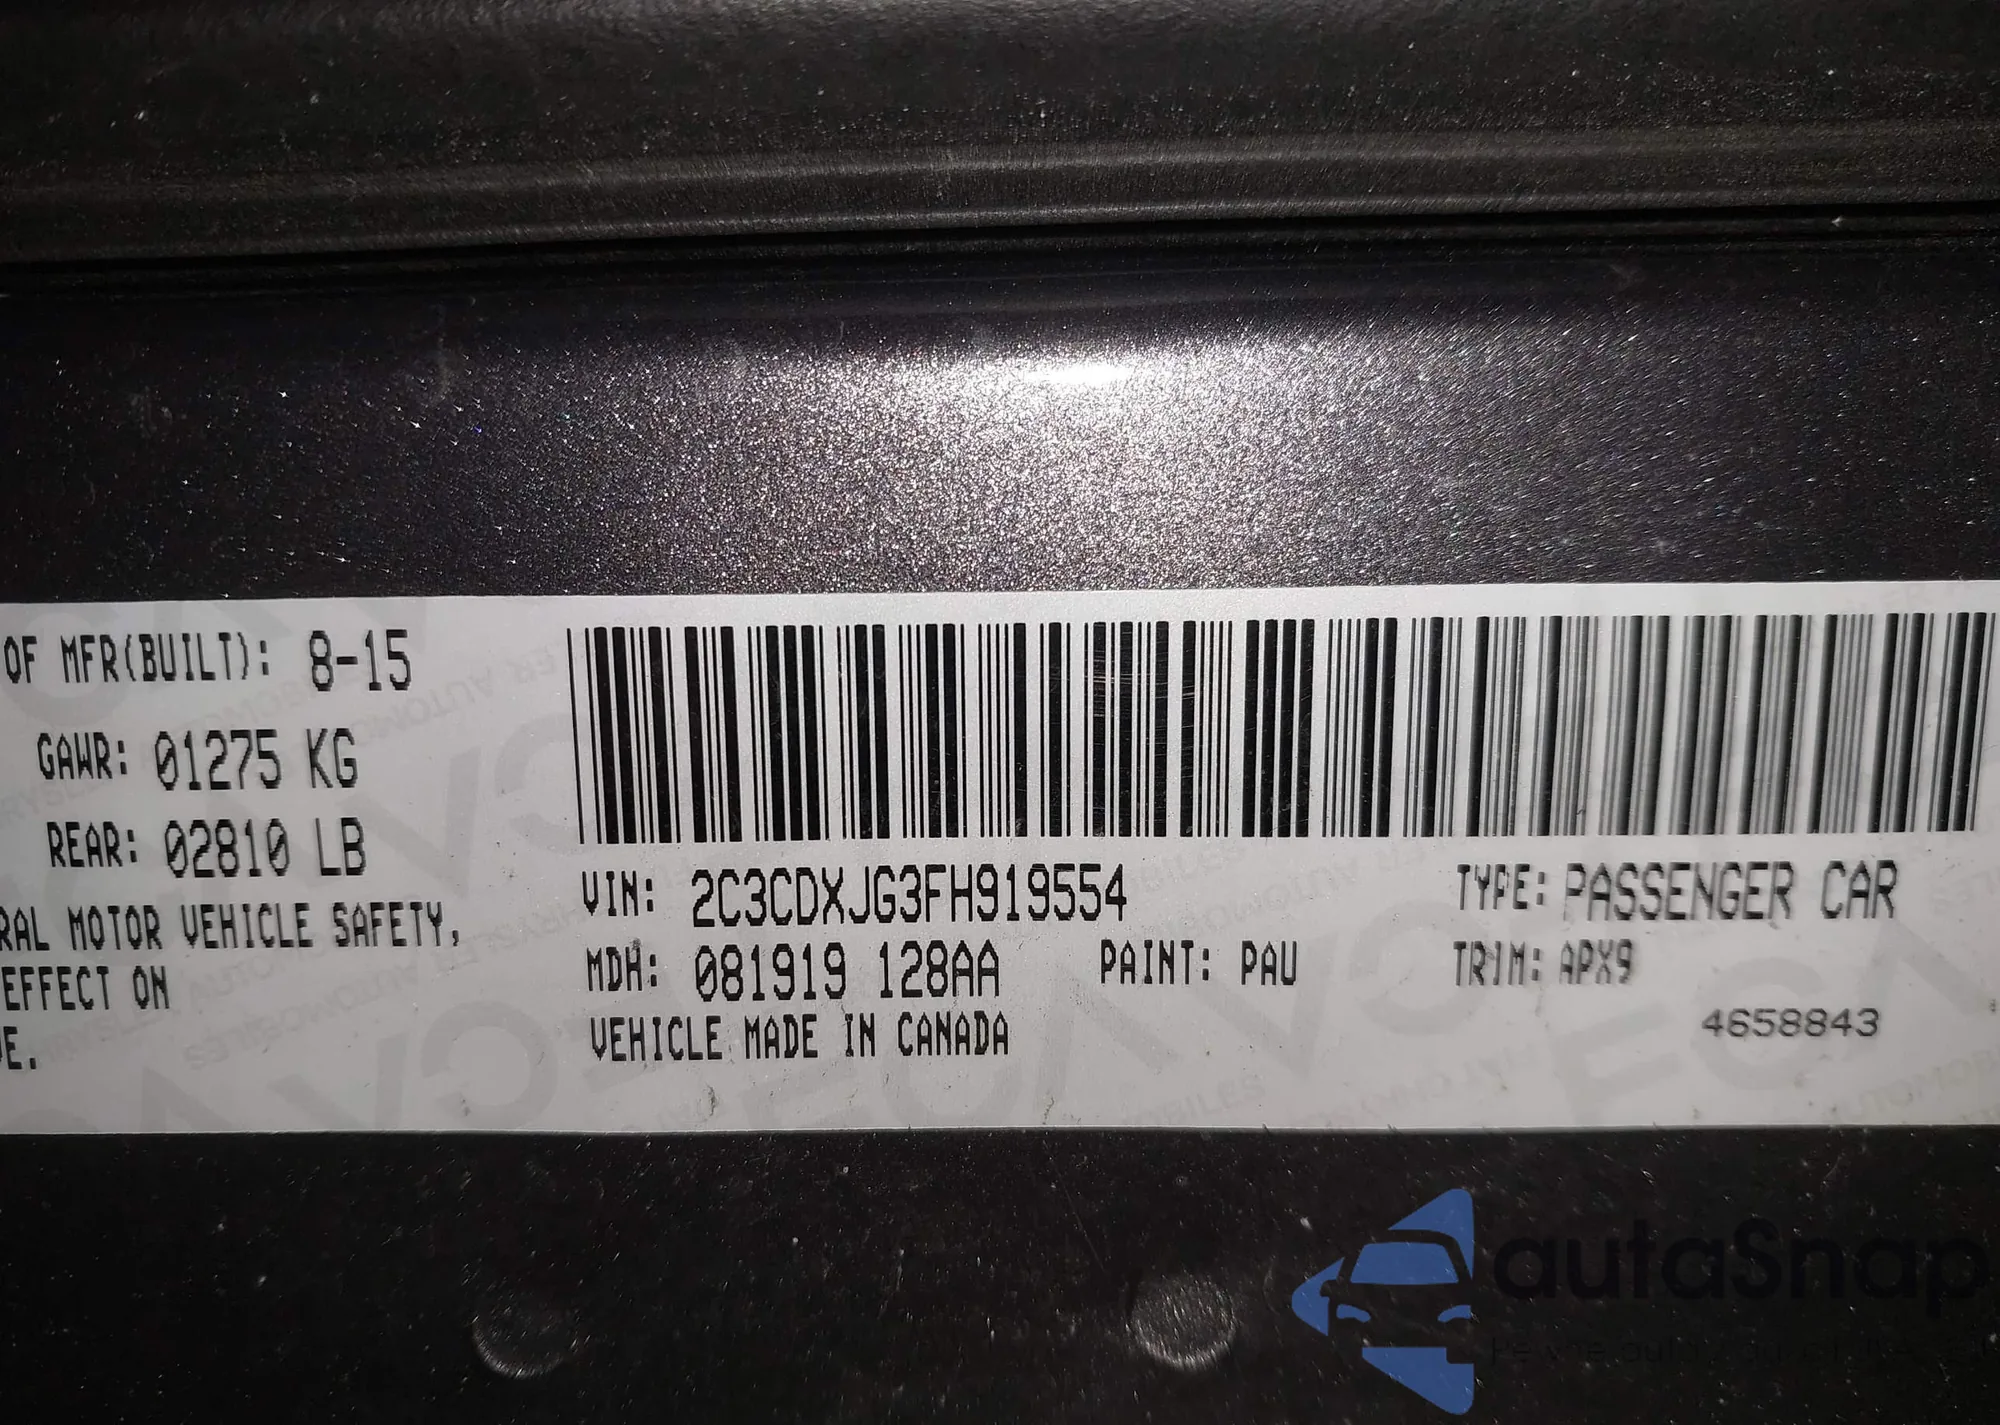 OF MFR(BUILT): 8-15
GAWR: 01275 KG
REAR: 02810 LB
RAL MOTOR VEHICLE SAFETY,
EFFECT ON
E.
VIN: 2C3CDXJG3FH919554
TYPE: PASSENGER CAR
MDH: 081919 128AA
PAINT: PAU
TRIM: APX9
VEHICLE MADE IN CANADA
4658843
autaSnap